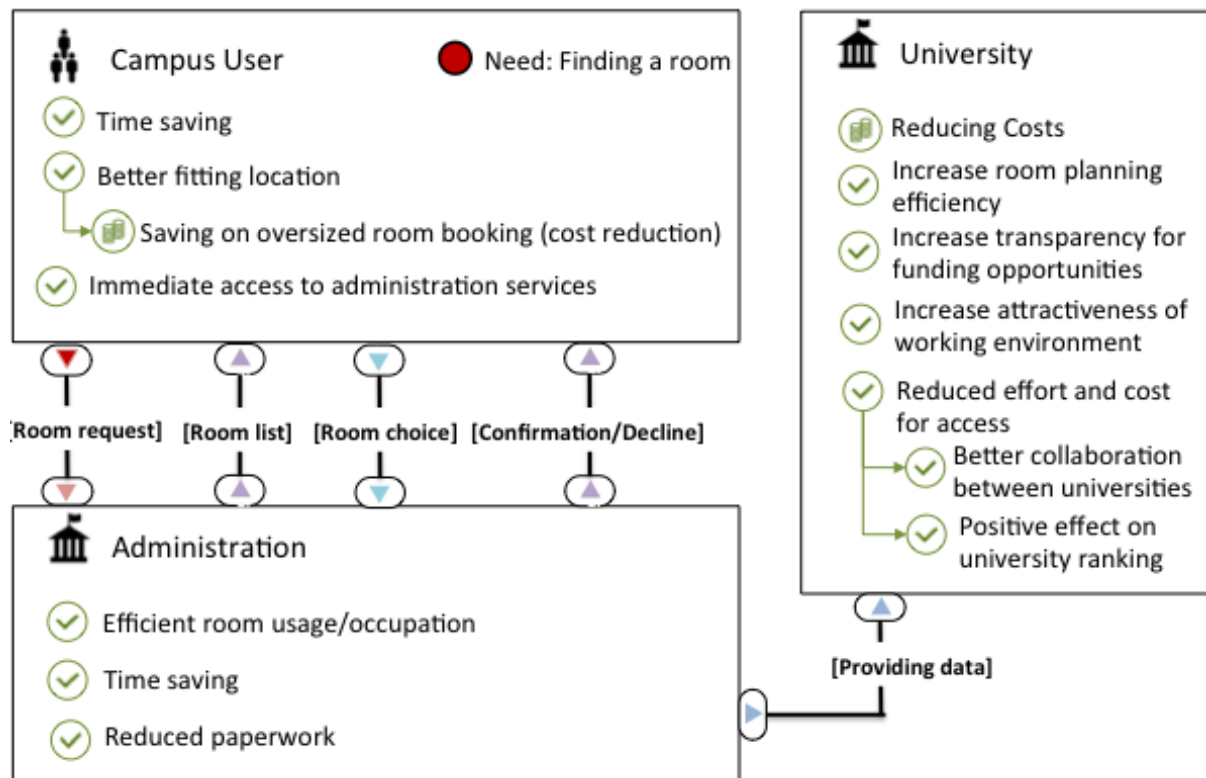 Campus User
Need: Finding a room
Time saving
Better fitting location
Saving on oversized room booking (cost reduction)
Immediate access to administration services
[Room request]
[Room list]
[Room choice]
[Confirmation/Decline]
Administration
Efficient room usage/occupation
Time saving
Reduced paperwork
University
Reducing Costs
Increase room planning
efficiency
Increase transparency for
funding opportunities
Increase attractiveness of
working environment
Reduced effort and cost
for access
Better collaboration
between universities
Positive effect on
university ranking
[Providing data]